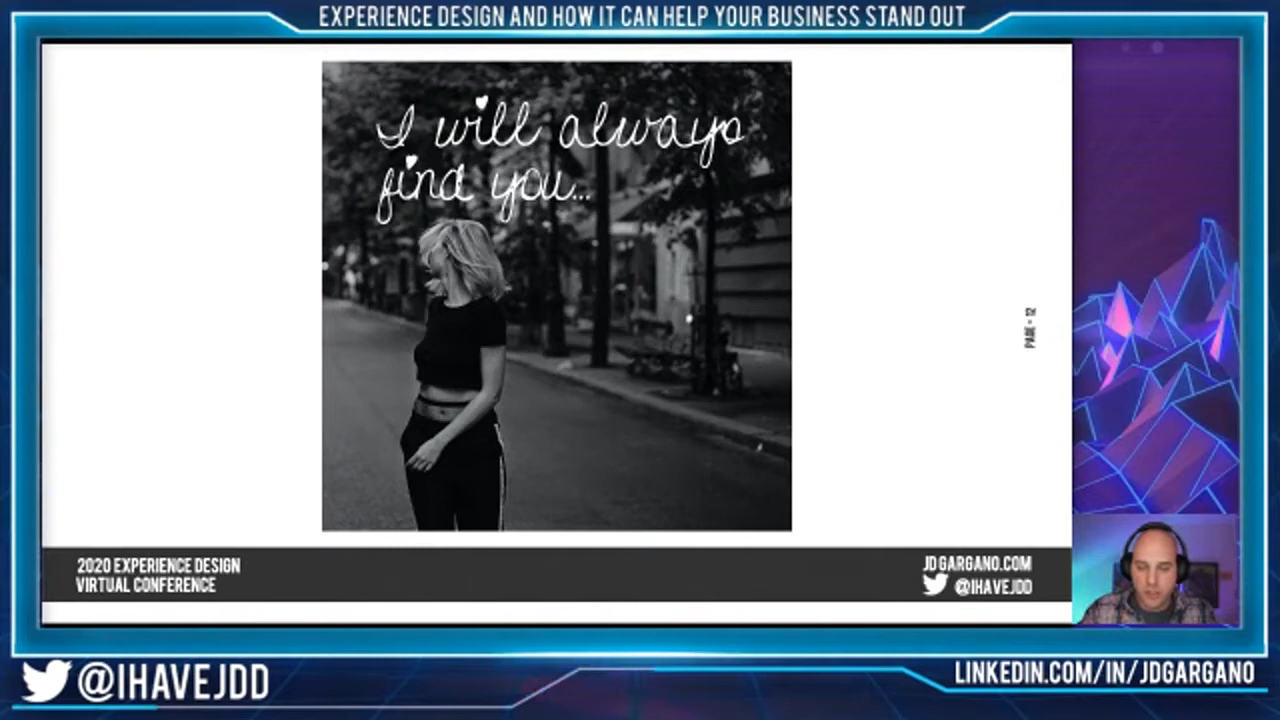 EXPERIENCE DESIGN AND HOW IT CAN HELP YOUR BUSINESS STAND OUT
I will always
find you...
PAGE - 12
2020 EXPERIENCE DESIGN
VIRTUAL CONFERENCE
JDGARGANO.COM
@IHAVEJDD
@IHAVEJDD
LINKEDIN.COM/IN/JDGARGANO